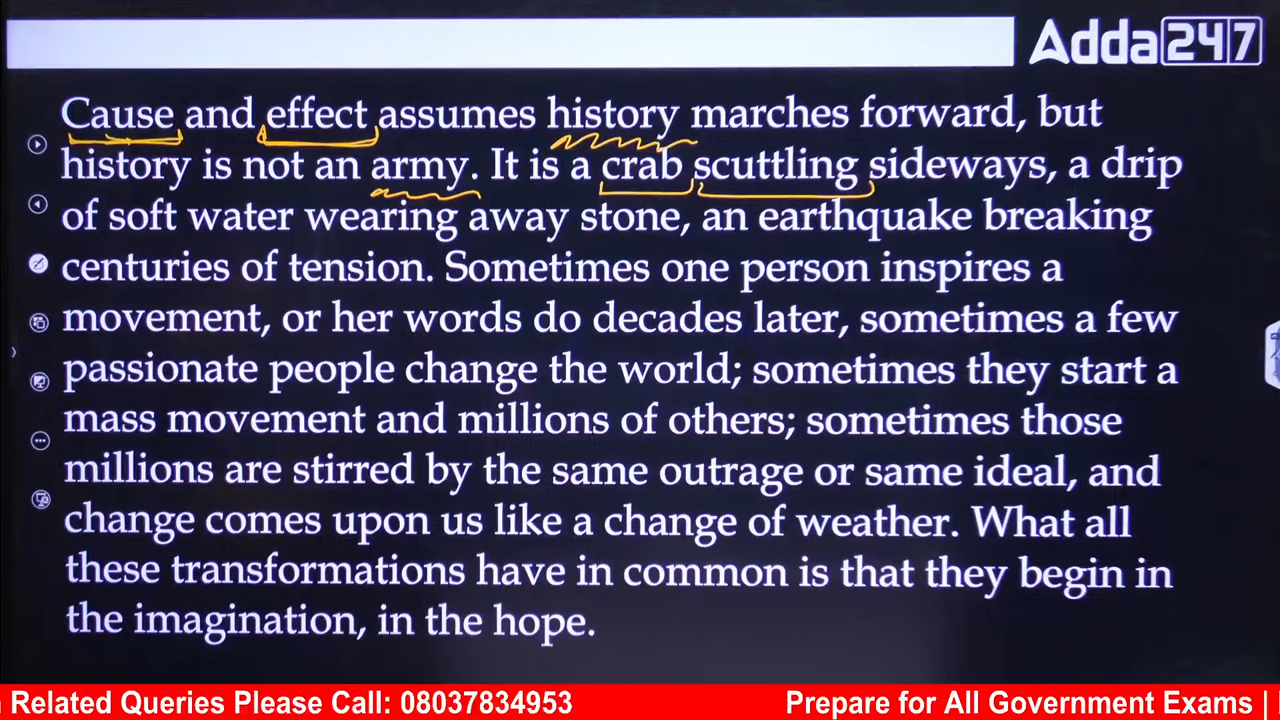 Adda247
Cause and effect assumes history marches forward, but
history is not an army. It is a crab scuttling sideways, a drip
of soft water wearing away stone, an earthquake breaking
centuries of tension. Sometimes one person inspires a
movement, or her words do decades later, sometimes a few
passionate people change the world; sometimes they start a
mass movement and millions of others; sometimes those
millions are stirred by the same outrage or same ideal, and
change comes upon us like a change of weather. What all
these transformations have in common is that they begin in
the imagination, in the hope.
Related Queries Please Call: 08037834953 Prepare for All Government Exams |